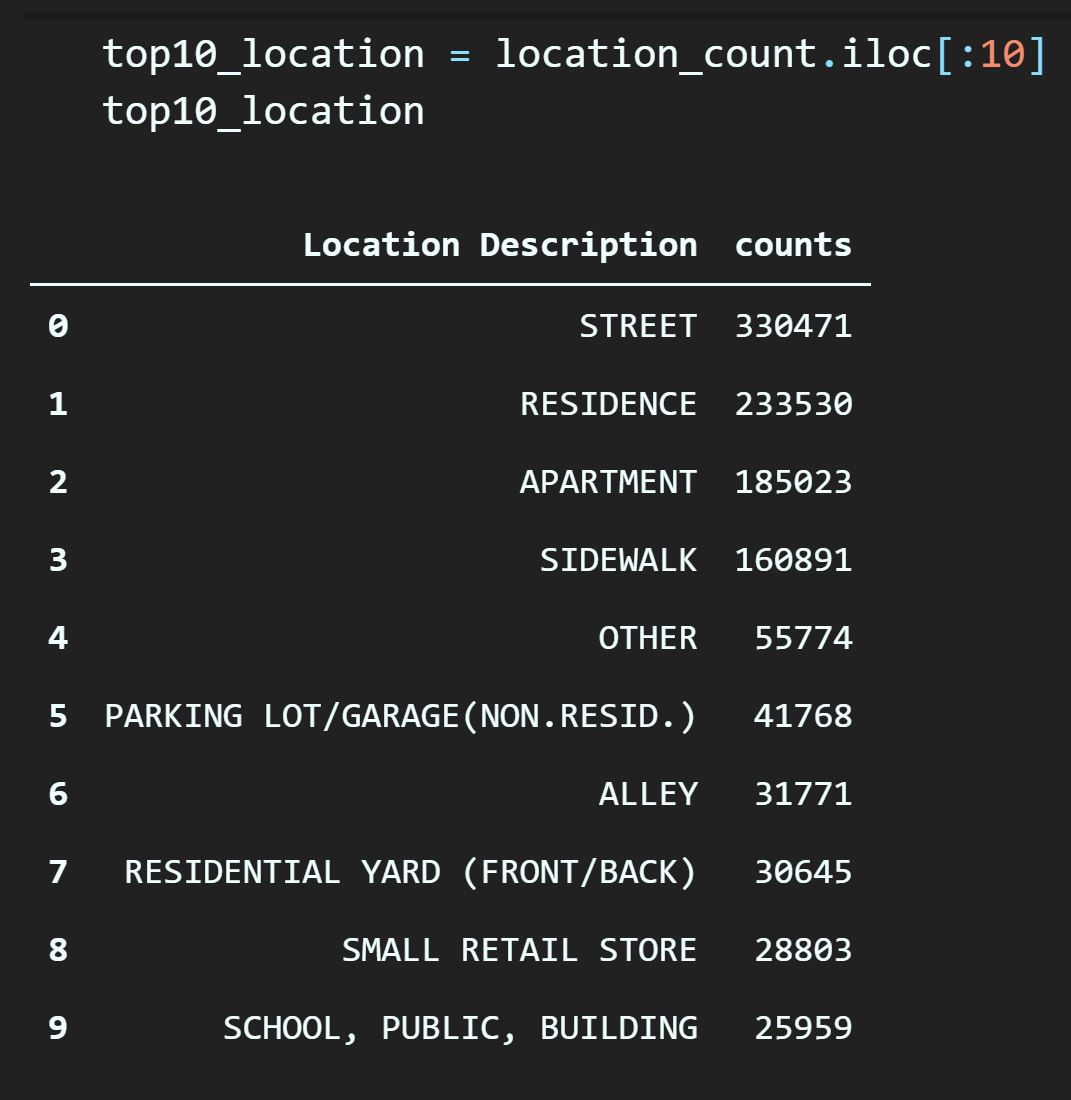 top10_location = location_count.iloc[:10]
top10_location
Location Description counts
0 STREET 330471
1 RESIDENCE 233530
2 APARTMENT 185023
3 SIDEWALK 160891
4 OTHER 55774
5 PARKING LOT/GARAGE(NON.RESID.) 41768
6 ALLEY 31771
7 RESIDENTIAL YARD (FRONT/BACK) 30645
8 SMALL RETAIL STORE 28803
9 SCHOOL, PUBLIC, BUILDING 25959